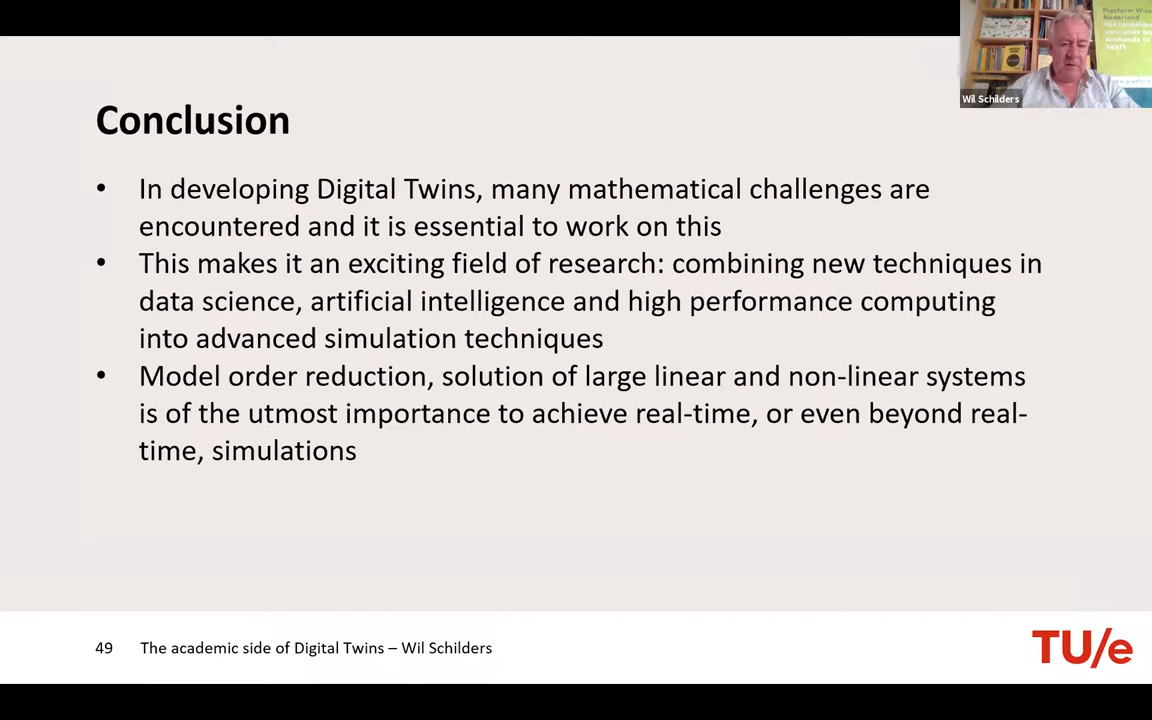 Platform Wis
Nederland
Wil Schilders
Conclusion
• In developing Digital Twins, many mathematical challenges are
encountered and it is essential to work on this
• This makes it an exciting field of research: combining new techniques in
data science, artificial intelligence and high performance computing
into advanced simulation techniques
• Model order reduction, solution of large linear and non-linear systems
is of the utmost importance to achieve real-time, or even beyond real-
time, simulations
49 The academic side of Digital Twins – Wil Schilders
TU/e